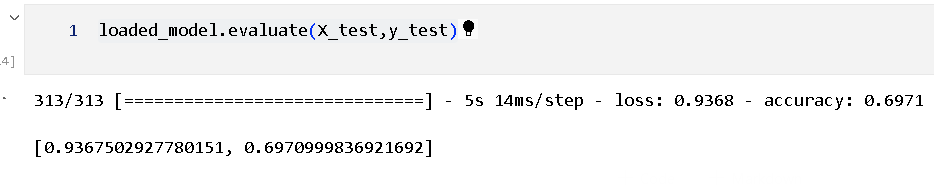 1 loaded_model.evaluate(X_test,y_test)
4]
313/313 [==============================] - 5s 14ms/step - loss: 0.9368 - accuracy: 0.6971
[0.9367502927780151, 0.6970999836921692]